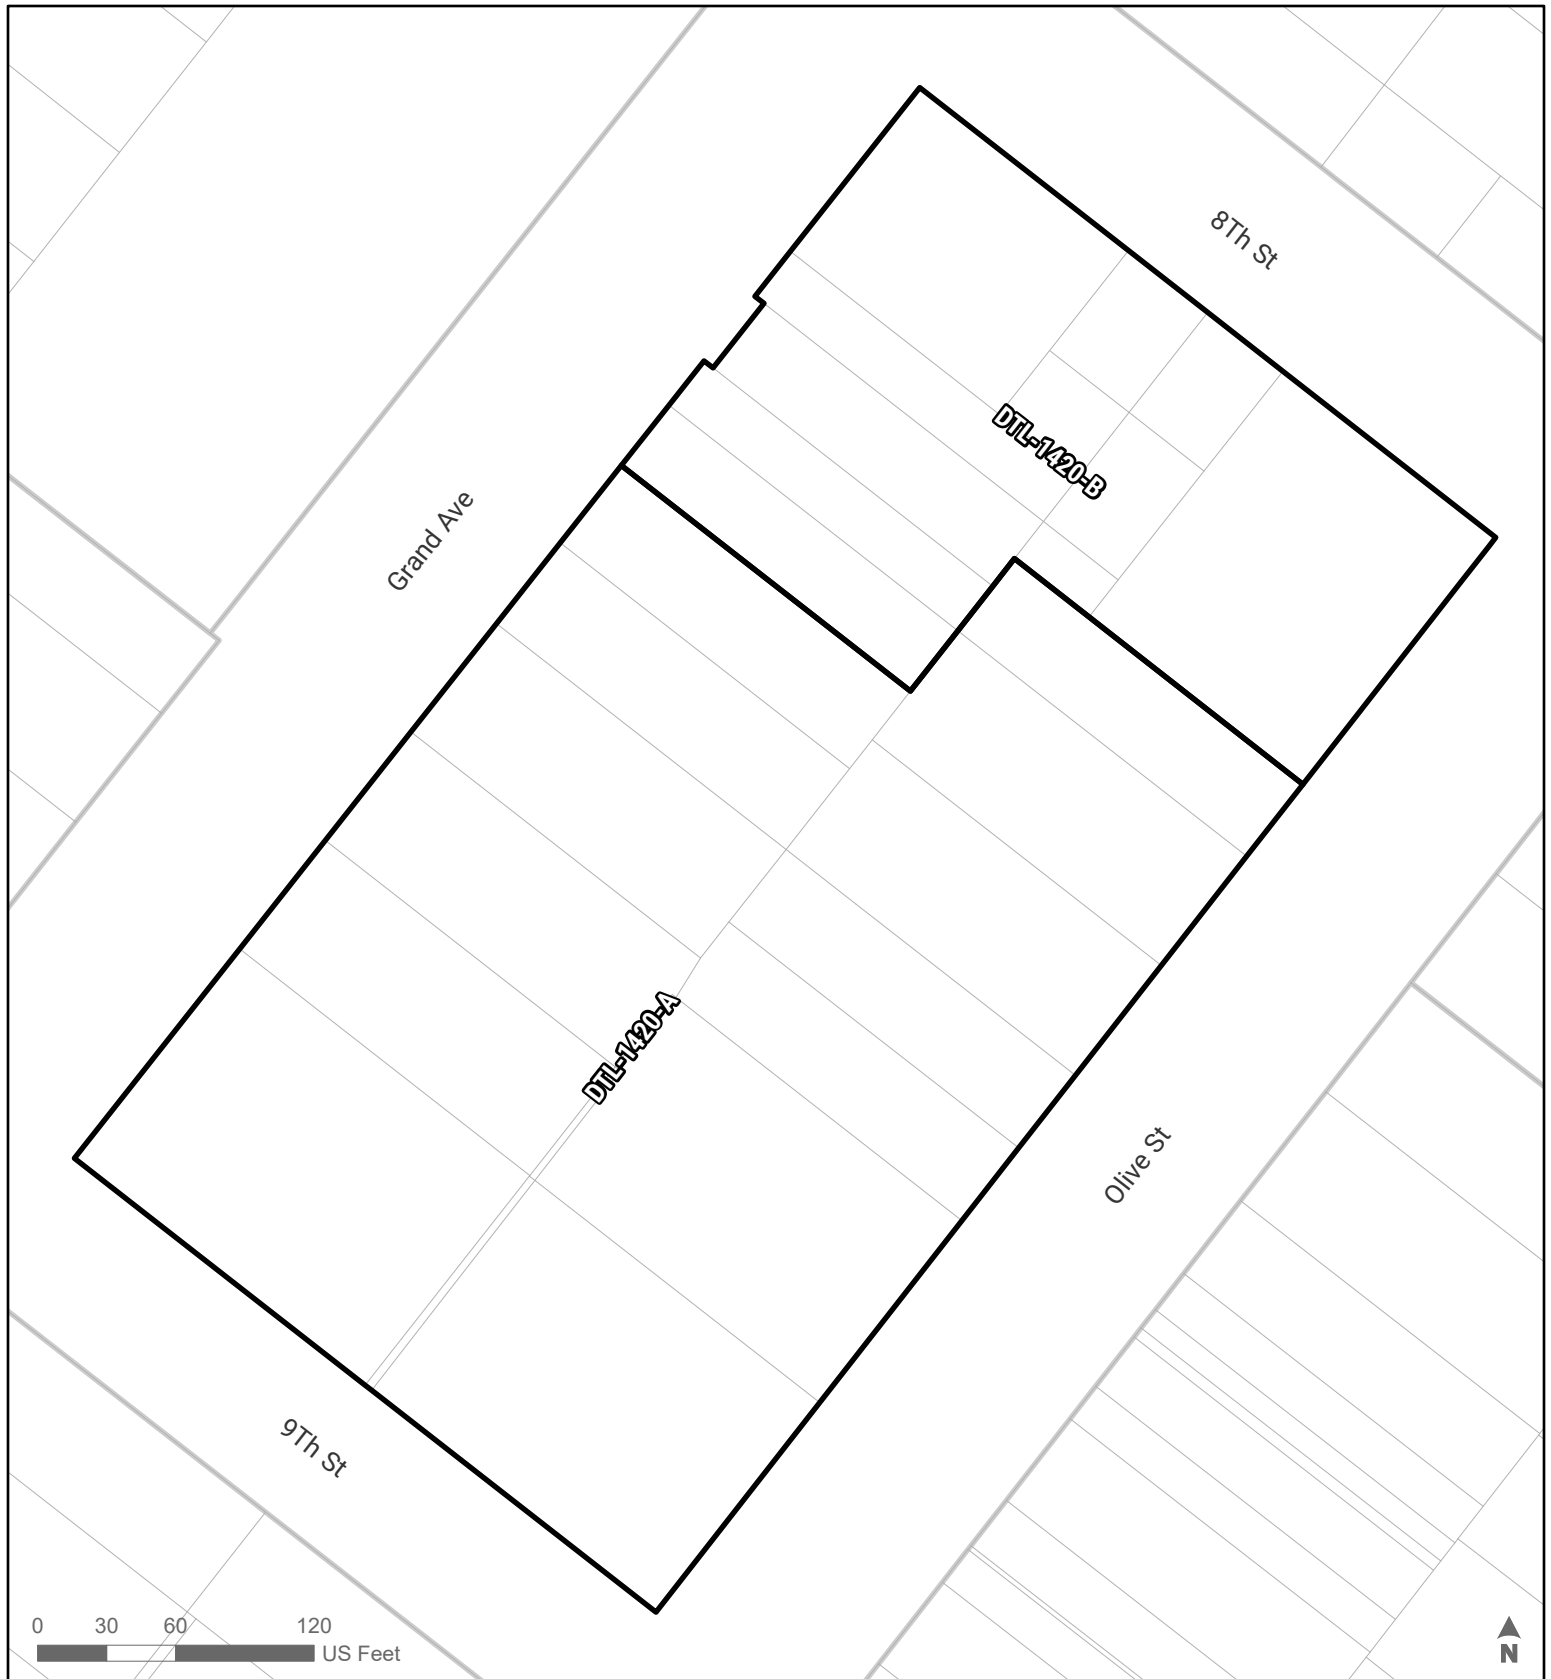 8Th St
DTL-1420-B
Grand Ave
DTL-1420-A
Olive St
9Th St
0 30 60 120
US Feet
N